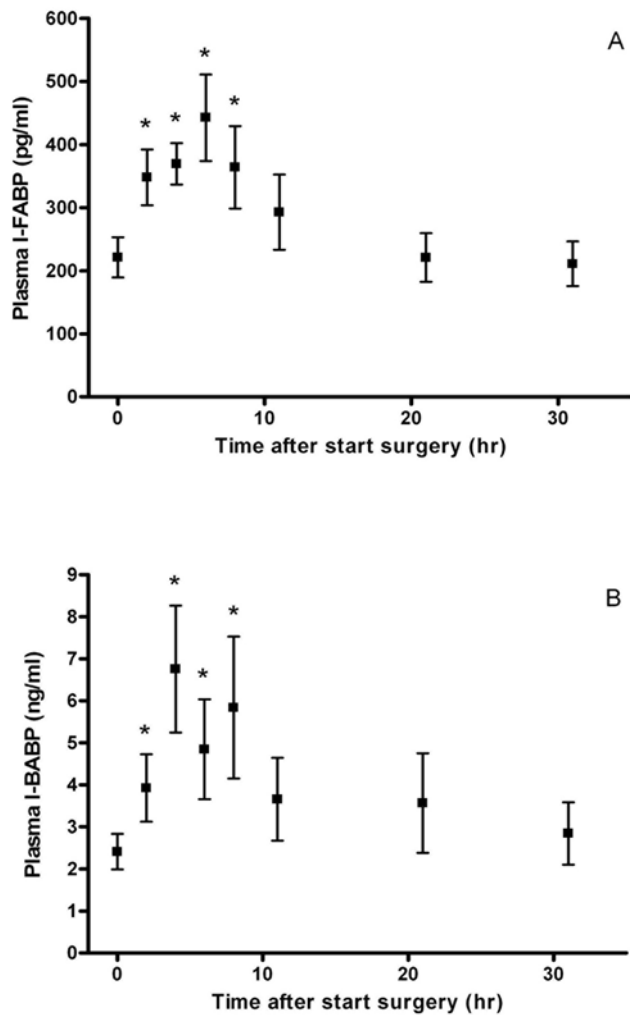 A
Plasma I-FABP (pg/ml)
600
500
400
300
200
100
0
* * * *
0 10 20 30
Time after start surgery (hr)
B
Plasma I-BABP (ng/ml)
9
8
7
6
5
4
3
2
1
0
* * * *
0 10 20 30
Time after start surgery (hr)